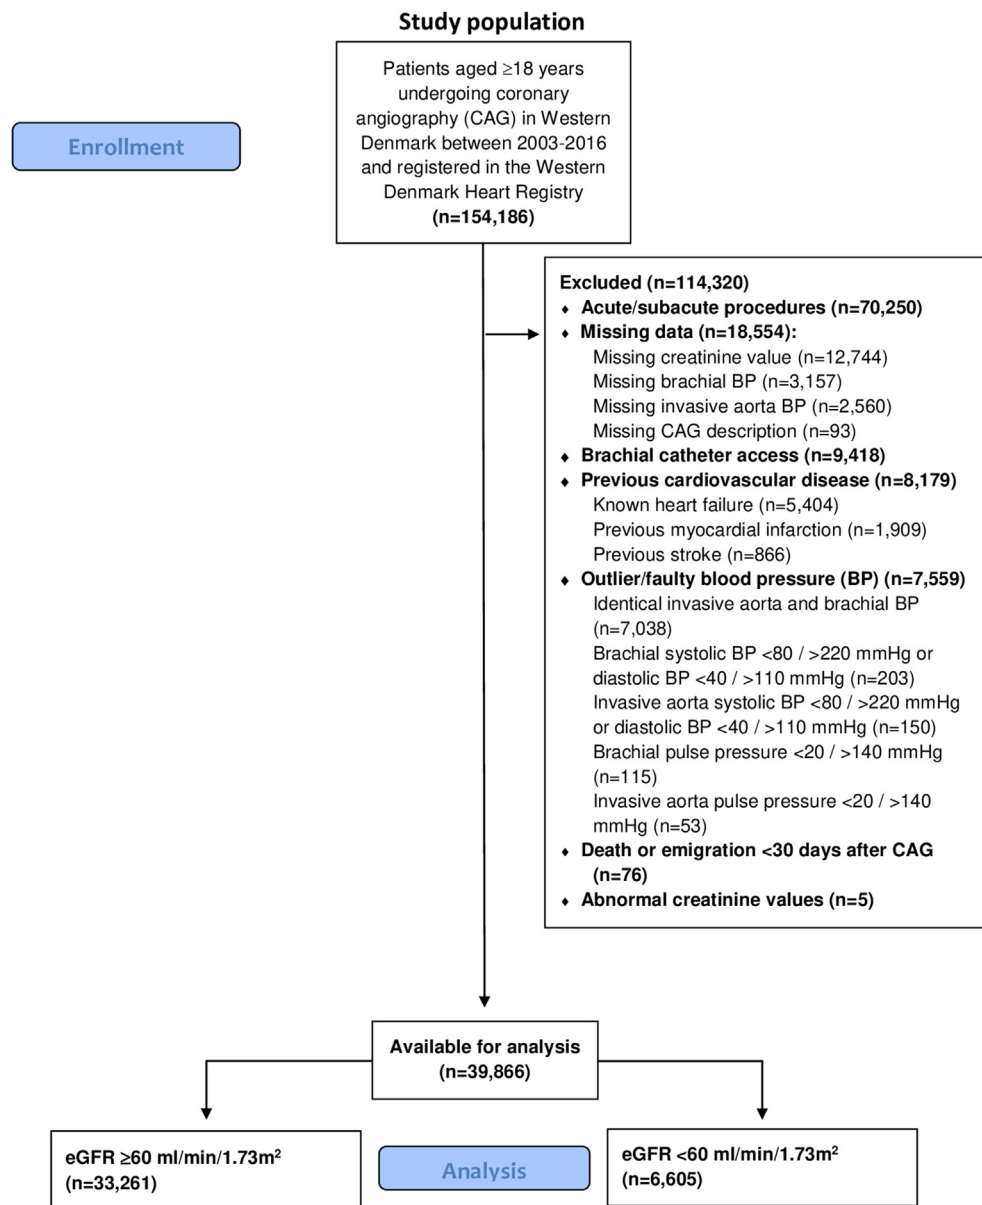 Study population
Patients aged ≥18 years
undergoing coronary
angiography (CAG) in Western
Denmark between 2003-2016
and registered in the Western
Denmark Heart Registry
(n=154,186)
Enrollment
Excluded (n=114,320)
♦ Acute/subacute procedures (n=70,250)
♦ Missing data (n=18,554):
Missing creatinine value (n=12,744)
Missing brachial BP (n=3,157)
Missing invasive aorta BP (n=2,560)
Missing CAG description (n=93)
♦ Brachial catheter access (n=9,418)
♦ Previous cardiovascular disease (n=8,179)
Known heart failure (n=5,404)
Previous myocardial infarction (n=1,909)
Previous stroke (n=866)
♦ Outlier/faulty blood pressure (BP) (n=7,559)
Identical invasive aorta and brachial BP
(n=7,038)
Brachial systolic BP <80 / >220 mmHg or
diastolic BP <40 / >110 mmHg (n=203)
Invasive aorta systolic BP <80 / >220 mmHg
or diastolic BP <40 / >110 mmHg (n=150)
Brachial pulse pressure <20 / >140 mmHg
(n=115)
Invasive aorta pulse pressure <20 / >140
mmHg (n=53)
♦ Death or emigration <30 days after CAG
(n=76)
♦ Abnormal creatinine values (n=5)
Available for analysis
(n=39,866)
eGFR ≥60 ml/min/1.73m²
(n=33,261)
Analysis
eGFR <60 ml/min/1.73m²
(n=6,605)